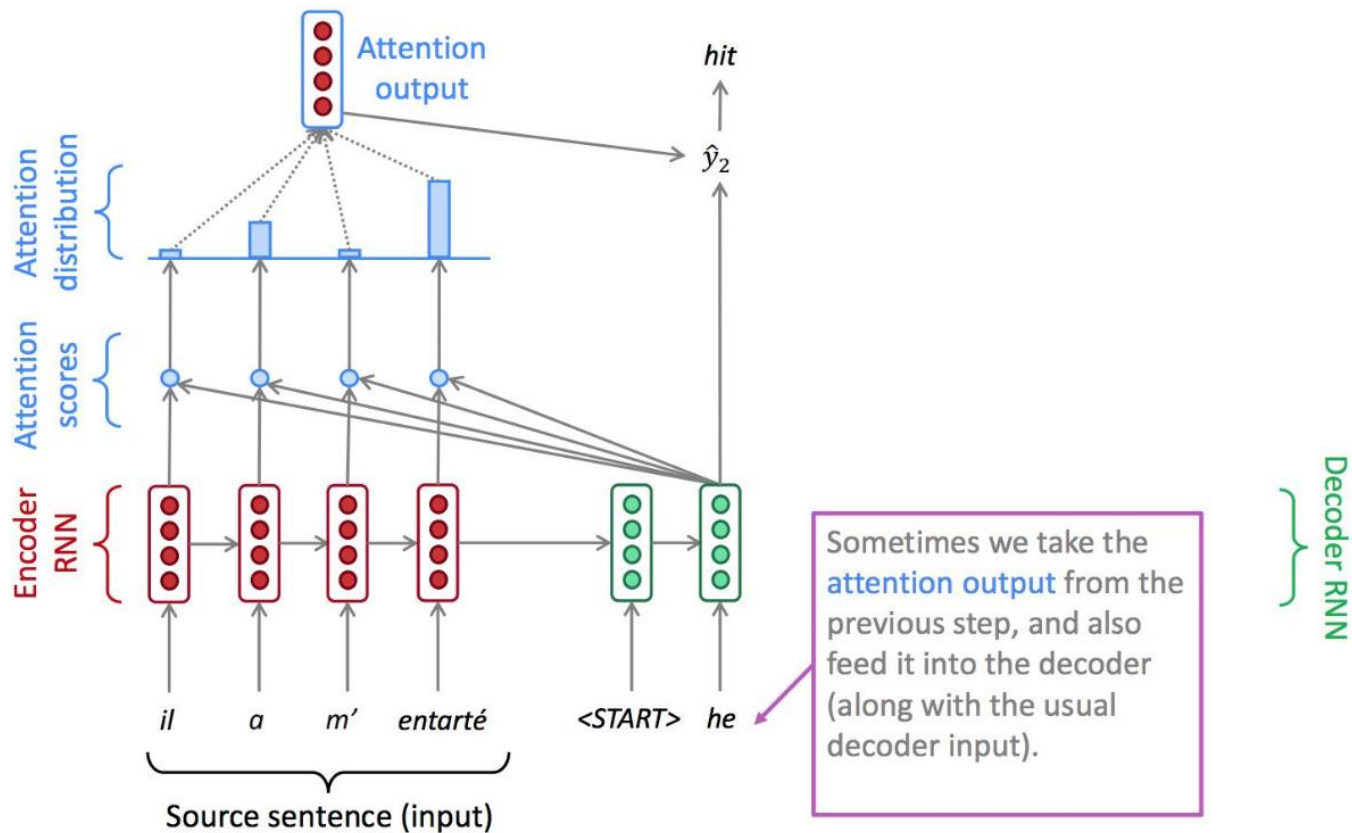 Attention
output
hit
ŷ₂
Attention
distribution
Attention
scores
Encoder
RNN
Decoder RNN
Sometimes we take the
attention output from the
previous step, and also
feed it into the decoder
(along with the usual
decoder input).
il a m’ entarté <START> he
Source sentence (input)